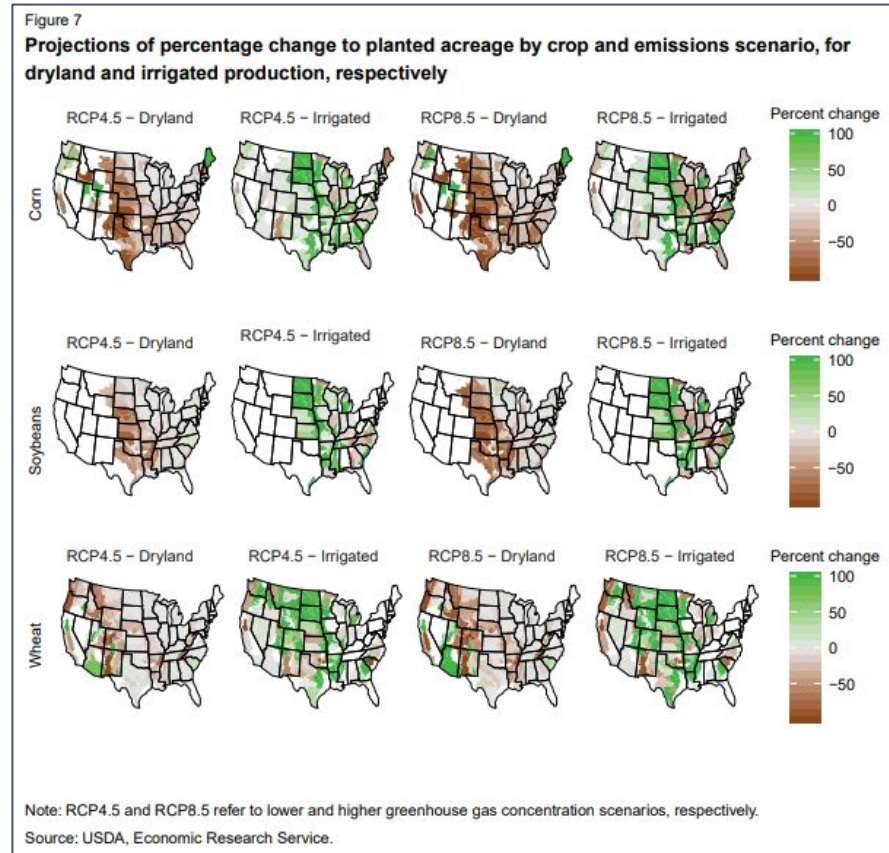 Figure 7
Projections of percentage change to planted acreage by crop and emissions scenario, for
dryland and irrigated production, respectively
RCP4.5 − Dryland
RCP4.5 − Irrigated
RCP8.5 − Dryland
RCP8.5 − Irrigated
Percent change
100
50
0
−50
Corn
RCP4.5 − Dryland
RCP4.5 − Irrigated
RCP8.5 − Dryland
RCP8.5 − Irrigated
Percent change
100
50
0
−50
Soybeans
RCP4.5 − Dryland
RCP4.5 − Irrigated
RCP8.5 − Dryland
RCP8.5 − Irrigated
Percent change
100
50
0
−50
Wheat
Note: RCP4.5 and RCP8.5 refer to lower and higher greenhouse gas concentration scenarios, respectively.
Source: USDA, Economic Research Service.